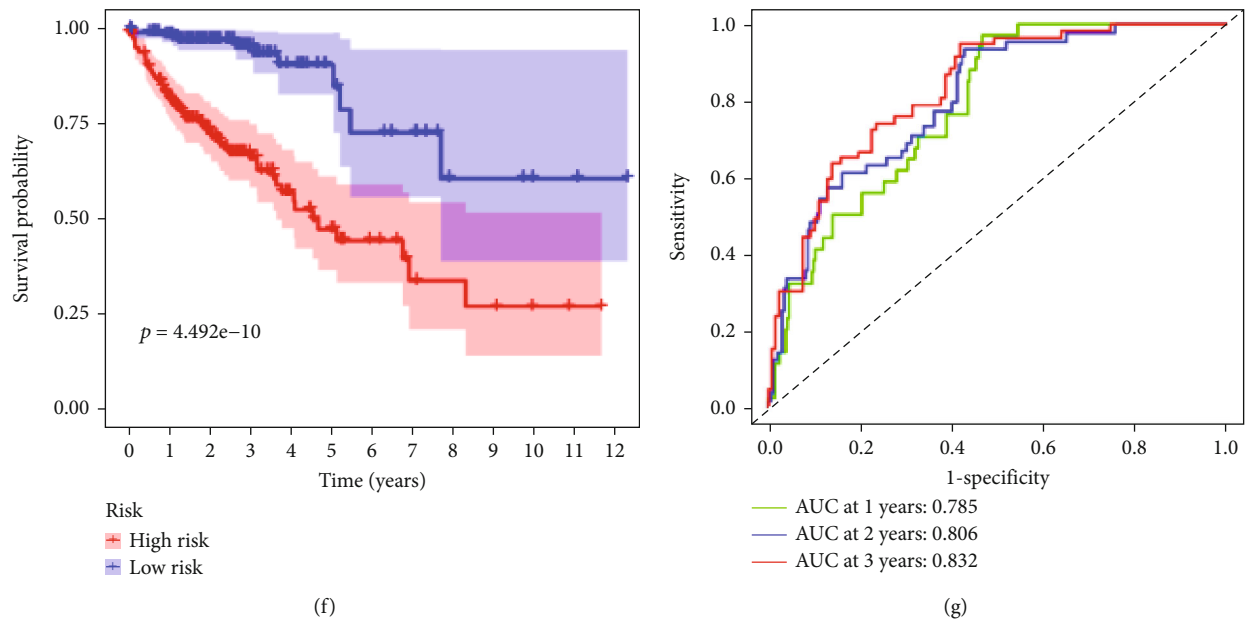 Survival probability
1.00
0.75
0.50
0.25
0.00
p = 4.492e−10
0 1 2 3 4 5 6 7 8 9 10 11 12
Time (years)
Risk
High risk
Low risk
(f)
Sensitivity
1.0
0.8
0.6
0.4
0.2
0.0
0.0 0.2 0.4 0.6 0.8 1.0
1-specificity
AUC at 1 years: 0.785
AUC at 2 years: 0.806
AUC at 3 years: 0.832
(g)